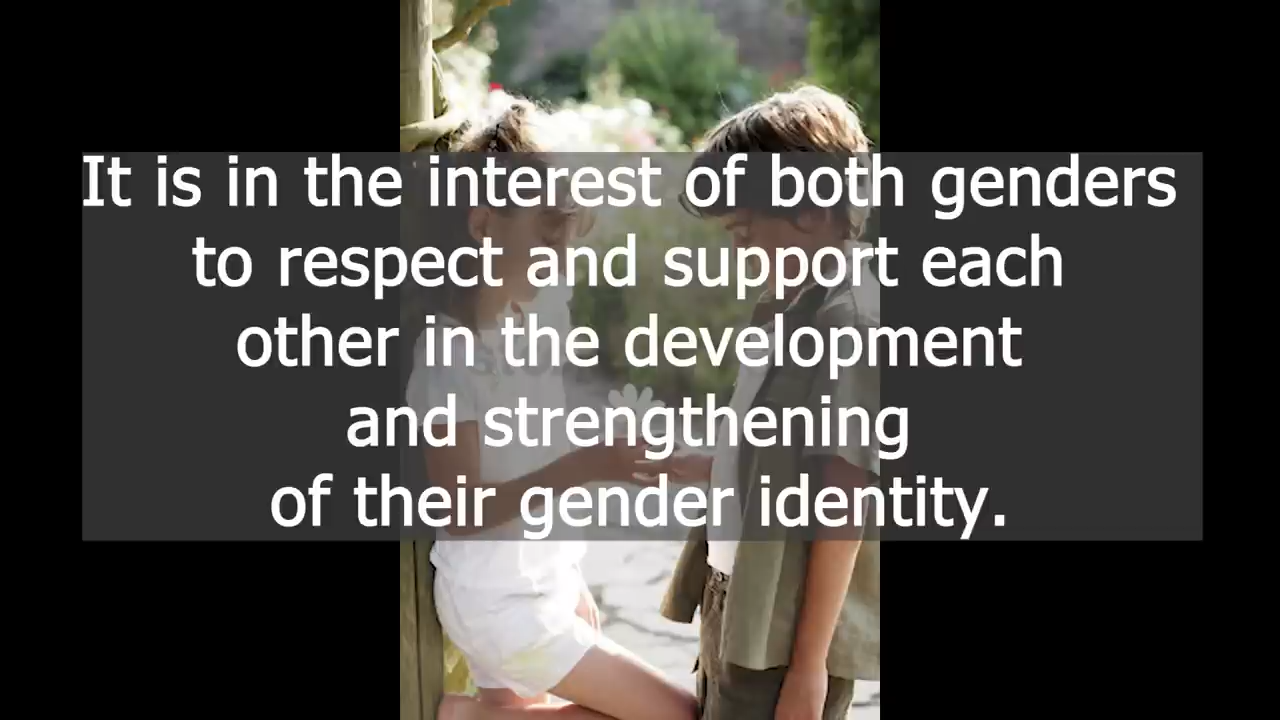 It is in the interest of both genders
to respect and support each
other in the development
and strengthening
of their gender identity.